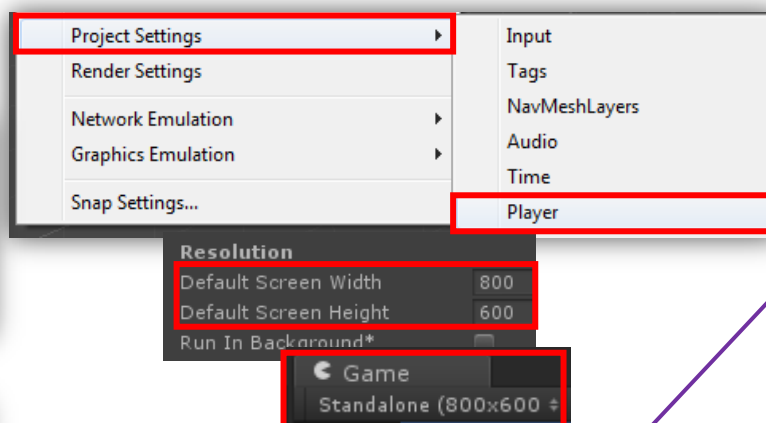 Project Settings
Render Settings
Network Emulation
Graphics Emulation
Snap Settings...
Input
Tags
NavMeshLayers
Audio
Time
Player
Resolution
Default Screen Width 800
Default Screen Height 600
Run In Background*
Game
Standalone (800x600